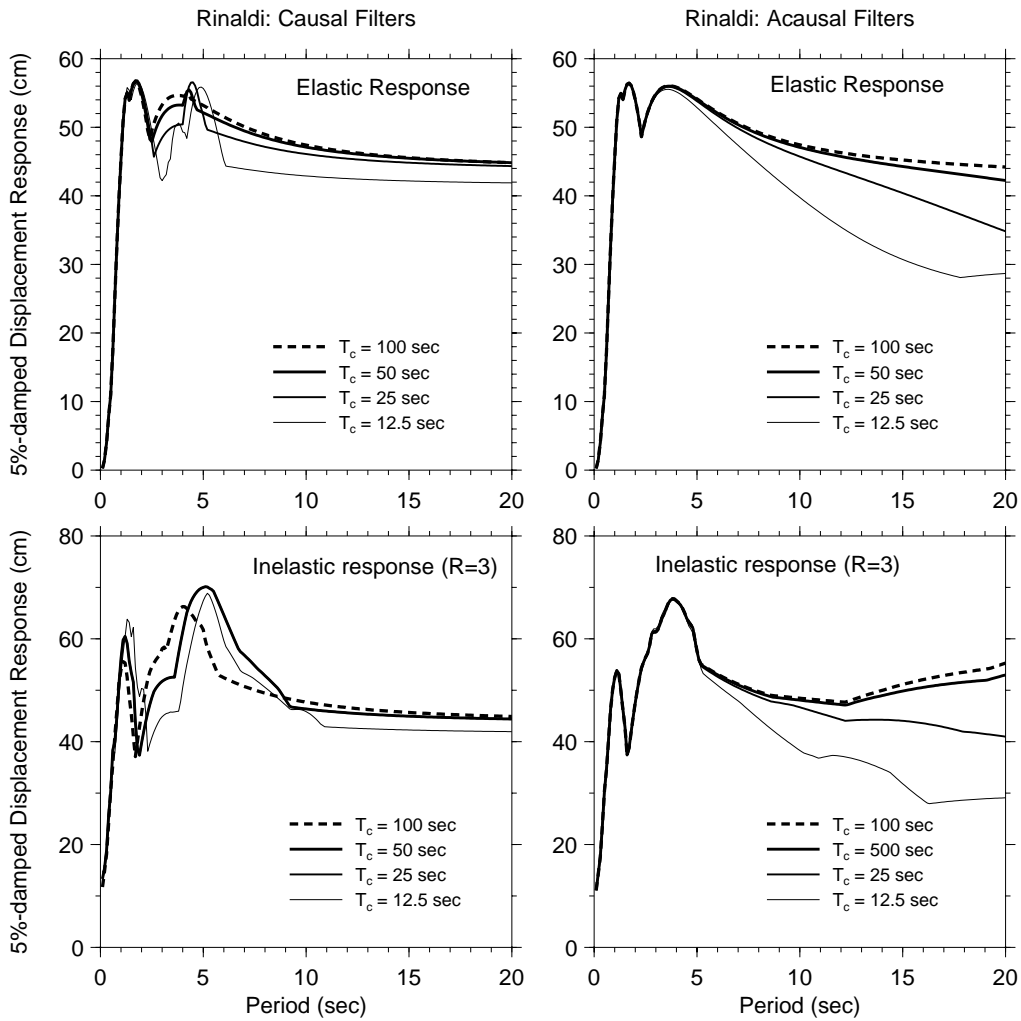 Rinaldi: Causal Filters
Rinaldi: Acausal Filters
5%-damped Displacement Response (cm)
60
50
40
30
20
10
0
Elastic Response
T_c = 100 sec
T_c = 50 sec
T_c = 25 sec
T_c = 12.5 sec
0 5 10 15 20
60
50
40
30
20
10
0
Elastic Response
T_c = 100 sec
T_c = 50 sec
T_c = 25 sec
T_c = 12.5 sec
0 5 10 15 20
5%-damped Displacement Response (cm)
80
60
40
20
0
Inelastic response (R=3)
T_c = 100 sec
T_c = 50 sec
T_c = 25 sec
T_c = 12.5 sec
0 5 10 15 20
Period (sec)
80
60
40
20
0
Inelastic response (R=3)
T_c = 100 sec
T_c = 500 sec
T_c = 25 sec
T_c = 12.5 sec
0 5 10 15 20
Period (sec)